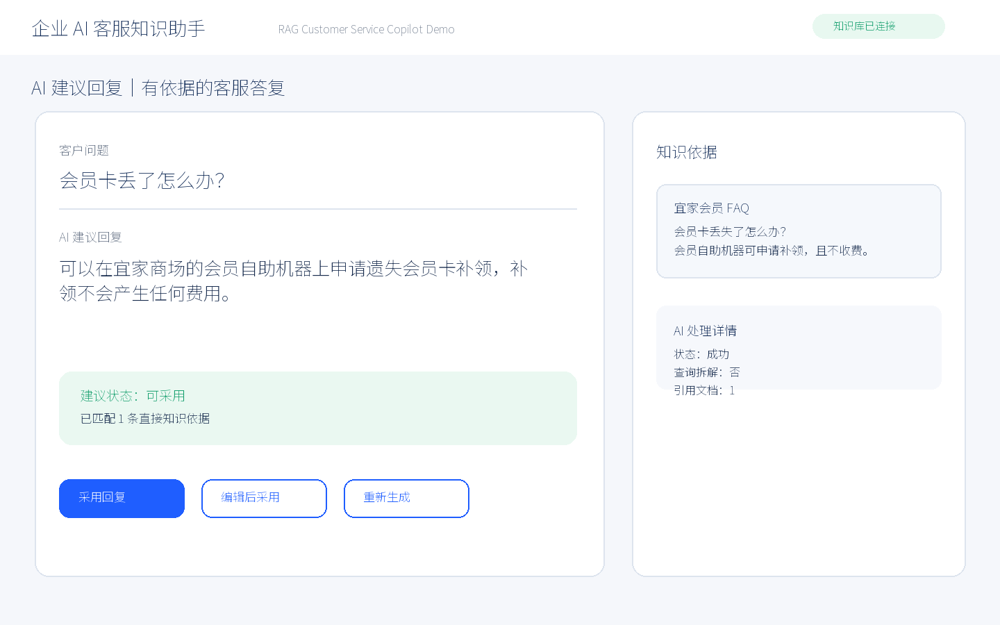 企业 AI 客服知识助手
RAG Customer Service Copilot Demo
知识库已连接
AI 建议回复｜有依据的客服答复
客户问题
会员卡丢了怎么办？
AI 建议回复
可以在宜家商场的会员自助机器上申请遗失会员卡补领，补
领不会产生任何费用。
建议状态：可采用
已匹配 1 条直接知识依据
采用回复
编辑后采用
重新生成
知识依据
宜家会员 FAQ
会员卡丢失了怎么办？
会员自助机器可申请补领，且不收费。
AI 处理详情
状态：成功
查询拆解：否
引用文档：1